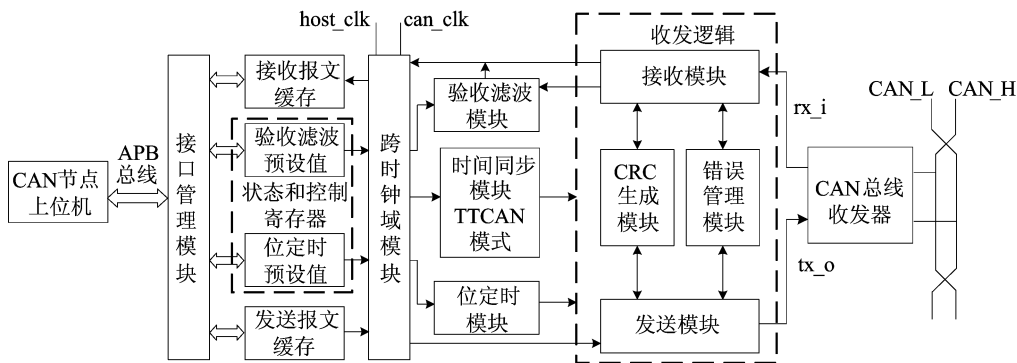 host_clk
can_clk
收发逻辑
接收报文
缓存
验收滤波
模块
接收模块
CAN_L
CAN_H
rx_i
CAN节点
上位机
APB
总线
接口管理模块
验收滤波
预设值
状态和控制
寄存器
位定时
预设值
跨时钟域模块
时间同步
模块
TTCAN
模式
CRC
生成
模块
错误
管理
模块
CAN总线
收发器
tx_o
发送报文
缓存
位定时
模块
发送模块